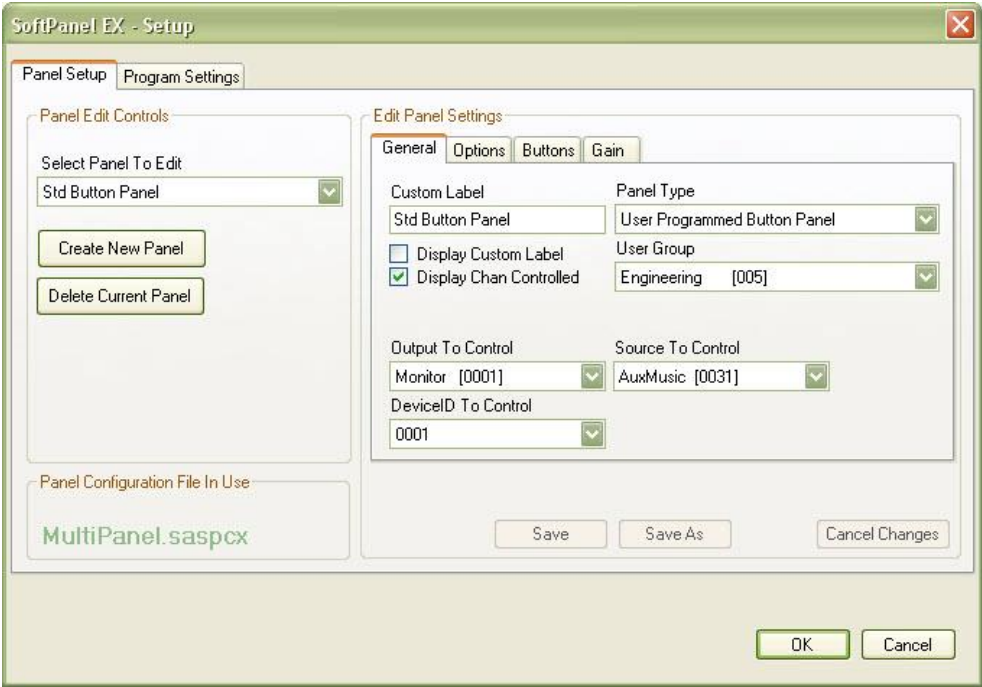 SoftPanel EX - Setup
Panel Setup
Program Settings
Panel Edit Controls
Select Panel To Edit
Std Button Panel
Create New Panel
Delete Current Panel
Panel Configuration File In Use
MultiPanel.saspcx
Edit Panel Settings
General
Options
Buttons
Gain
Custom Label
Std Button Panel
Display Custom Label
Display Chan Controlled
Panel Type
User Programmed Button Panel
User Group
Engineering [005]
Output To Control
Monitor [0001]
Source To Control
AuxMusic [0031]
DeviceID To Control
0001
Save
Save As
Cancel Changes
OK
Cancel